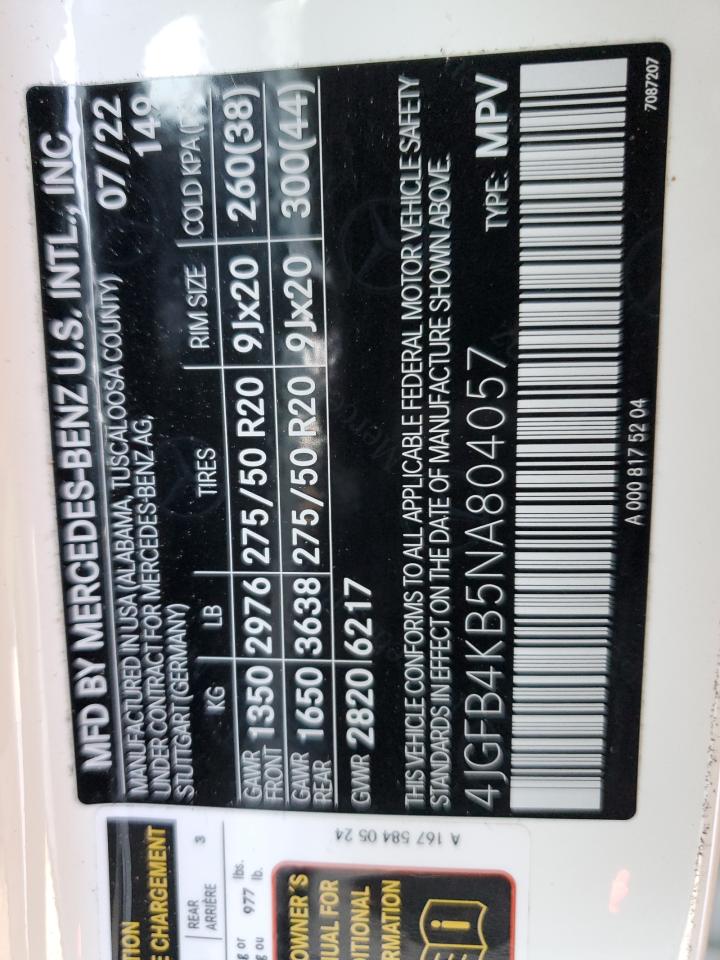 MFD BY MERCEDES-BENZ U.S. INTL., INC
MANUFACTURED IN USA (ALABAMA, TUSCALOOSA COUNTY) 07/22
UNDER CONTRACT FOR MERCEDES-BENZ AG, 149
STUTTGART (GERMANY)
KG LB TIRES RIM SIZE COLD KPA
GAWR FRONT 1350 2976 275/50 R20 9Jx20 260(38)
GAWR REAR 1650 3638 275/50 R20 9Jx20 300(44)
GVWR 2820 6217
THIS VEHICLE CONFORMS TO ALL APPLICABLE FEDERAL MOTOR VEHICLE SAFETY
STANDARDS IN EFFECT ON THE DATE OF MANUFACTURE SHOWN ABOVE.
4JGFB4KB5NA804057 TYPE: MPV
A 000 817 52 04
7087207
A 167 584 05 24
TION
E CHARGEMENT
REAR 3
ARRIÈRE
g or 977 lbs.
g ou lb.
OWNER'S
UAL FOR
DITIONAL
RMATION